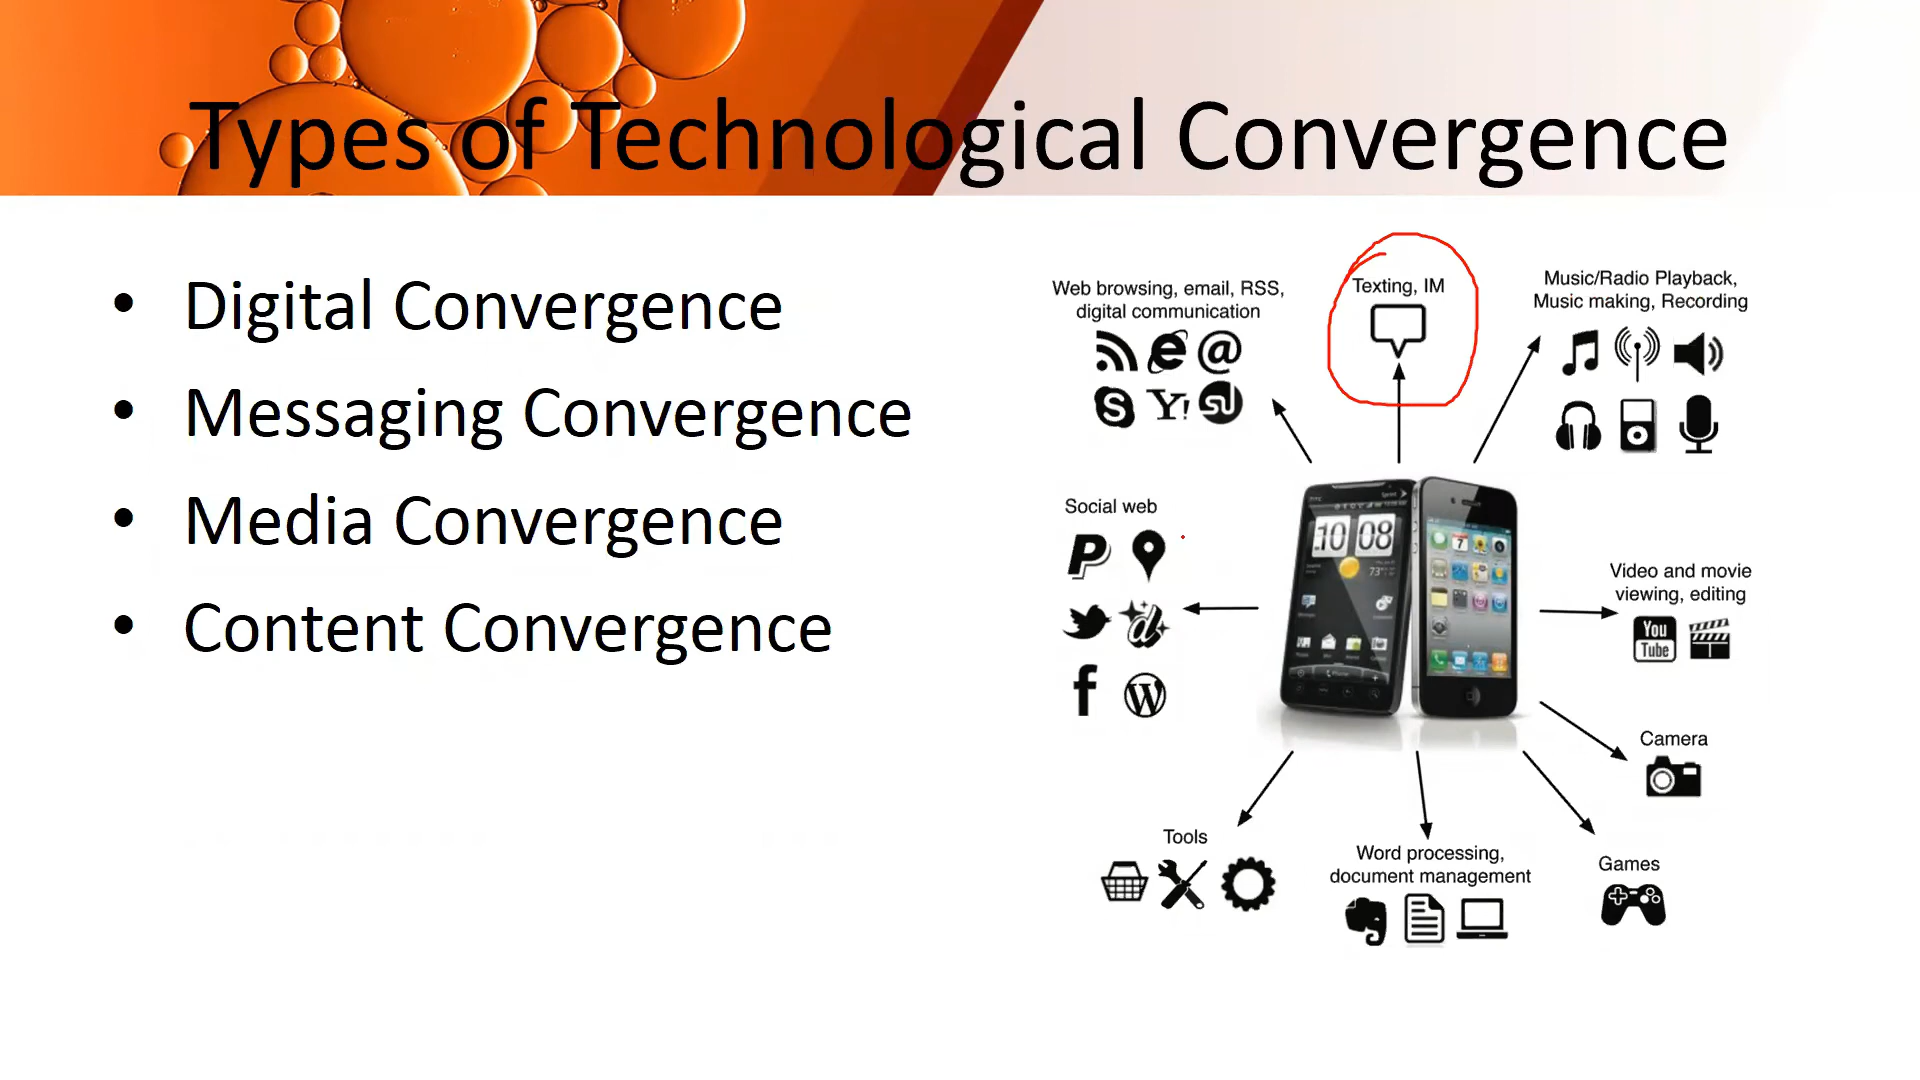 Types of Technological Convergence
• Digital Convergence
• Messaging Convergence
• Media Convergence
• Content Convergence
Web browsing, email, RSS,
digital communication
Texting, IM
Music/Radio Playback,
Music making, Recording
Social web
10 08
73°
Video and movie
viewing, editing
You
Tube
Camera
Tools
Word processing,
document management
Games